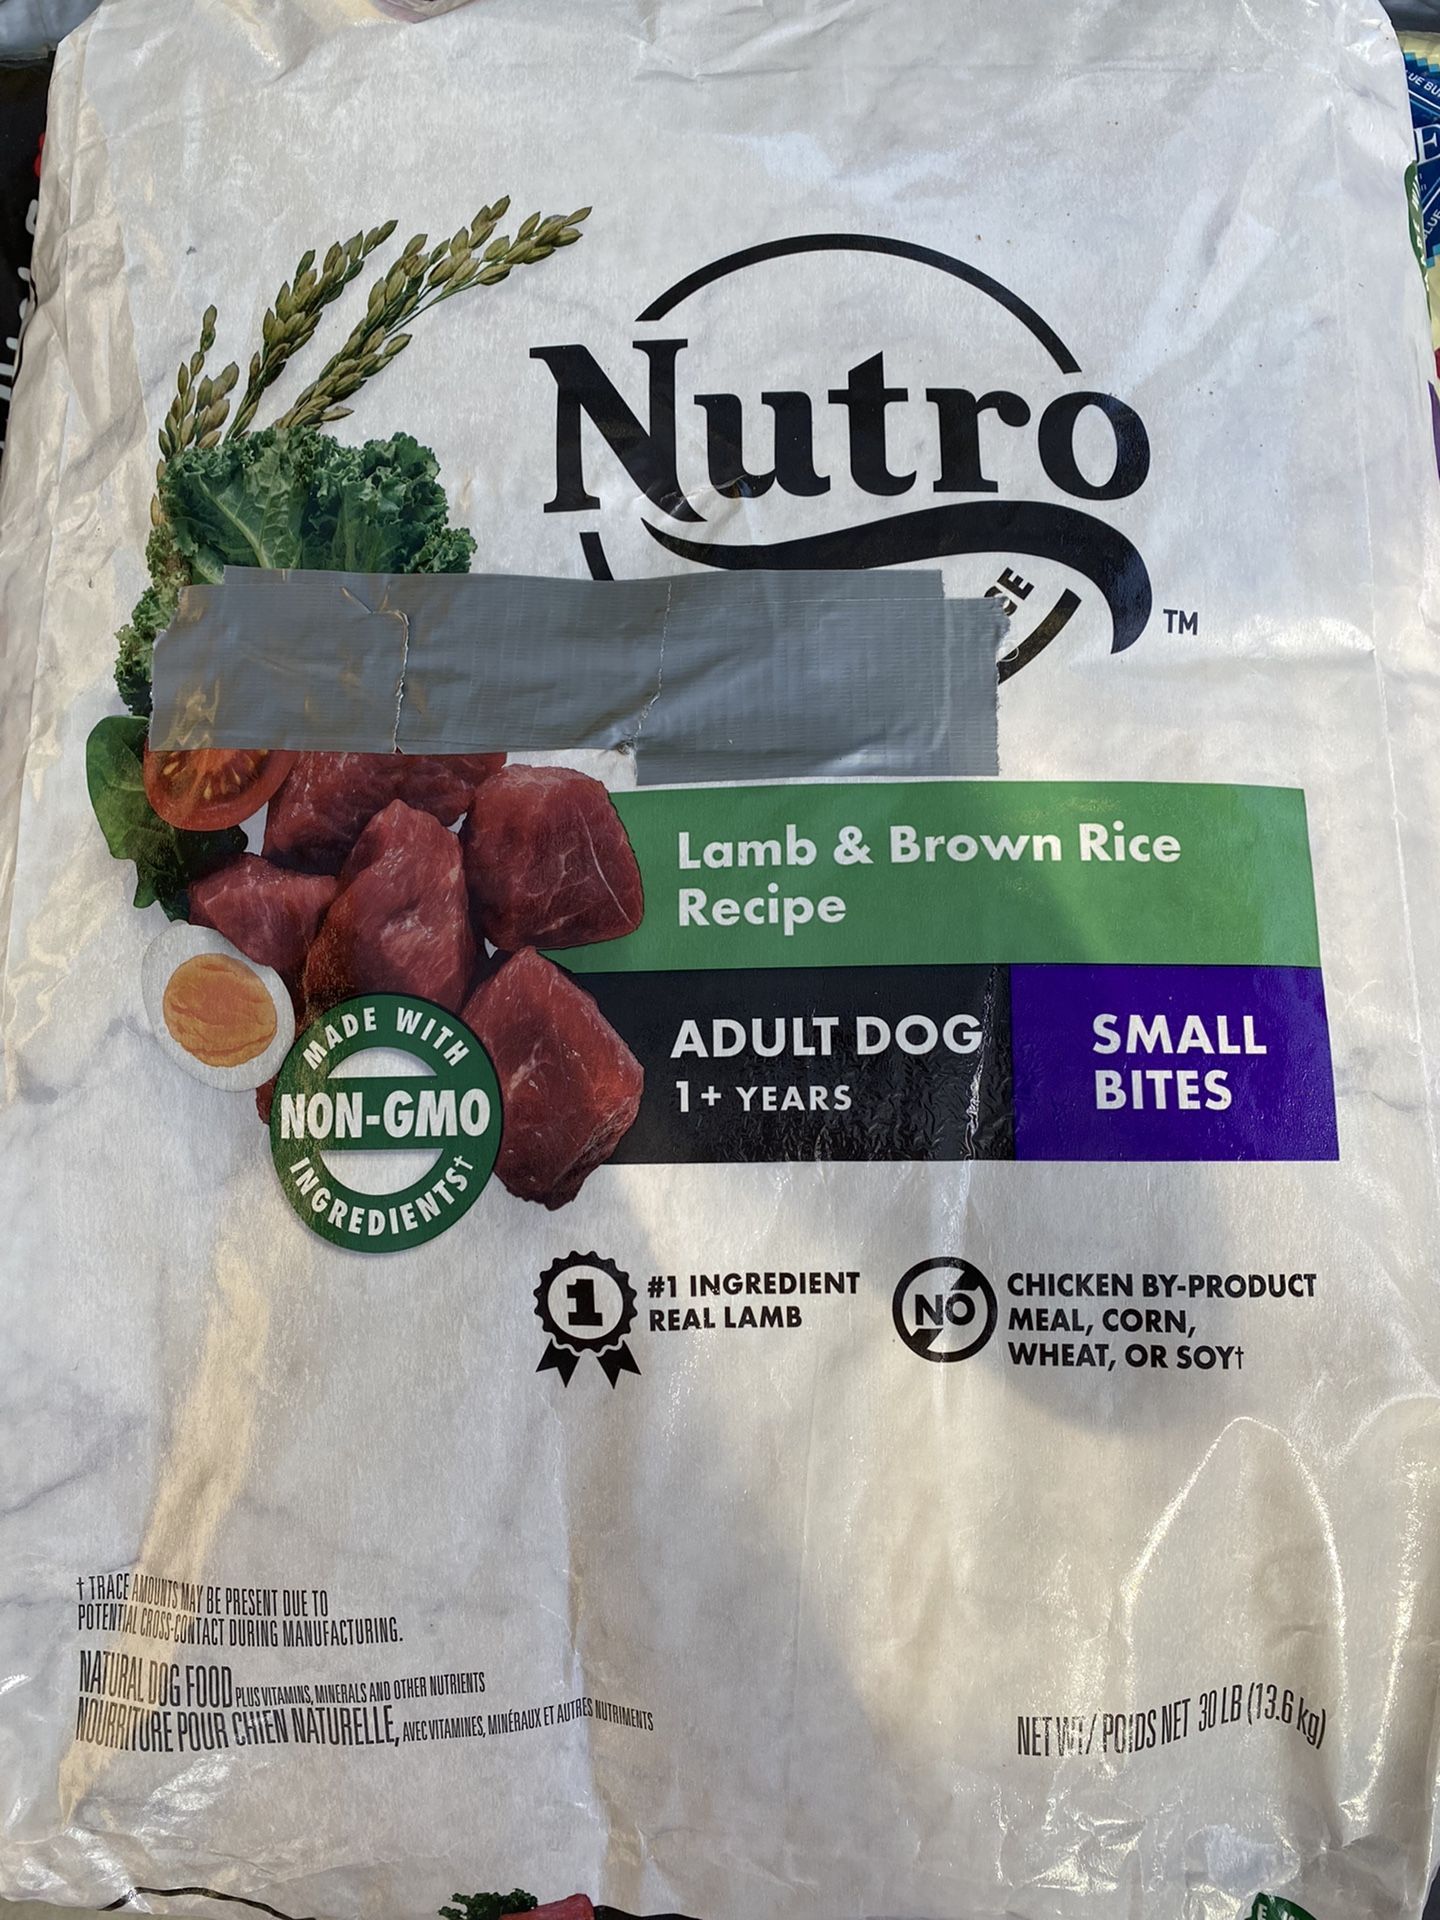 Nutro
TM
Lamb & Brown Rice
Recipe
ADULT DOG
1+ YEARS
SMALL
BITES
MADE WITH
NON-GMO
INGREDIENTS†
1
#1 INGREDIENT
REAL LAMB
NO
CHICKEN BY-PRODUCT
MEAL, CORN,
WHEAT, OR SOY†
† TRACE AMOUNTS MAY BE PRESENT DUE TO
POTENTIAL CROSS-CONTACT DURING MANUFACTURING.
NATURAL DOG FOOD PLUS VITAMINS, MINERALS AND OTHER NUTRIENTS
NOURRITURE POUR CHIEN NATURELLE, AVEC VITAMINES, MINÉRAUX ET AUTRES NUTRIMENTS
NET WT/POIDS NET 30 LB (13.6 kg)